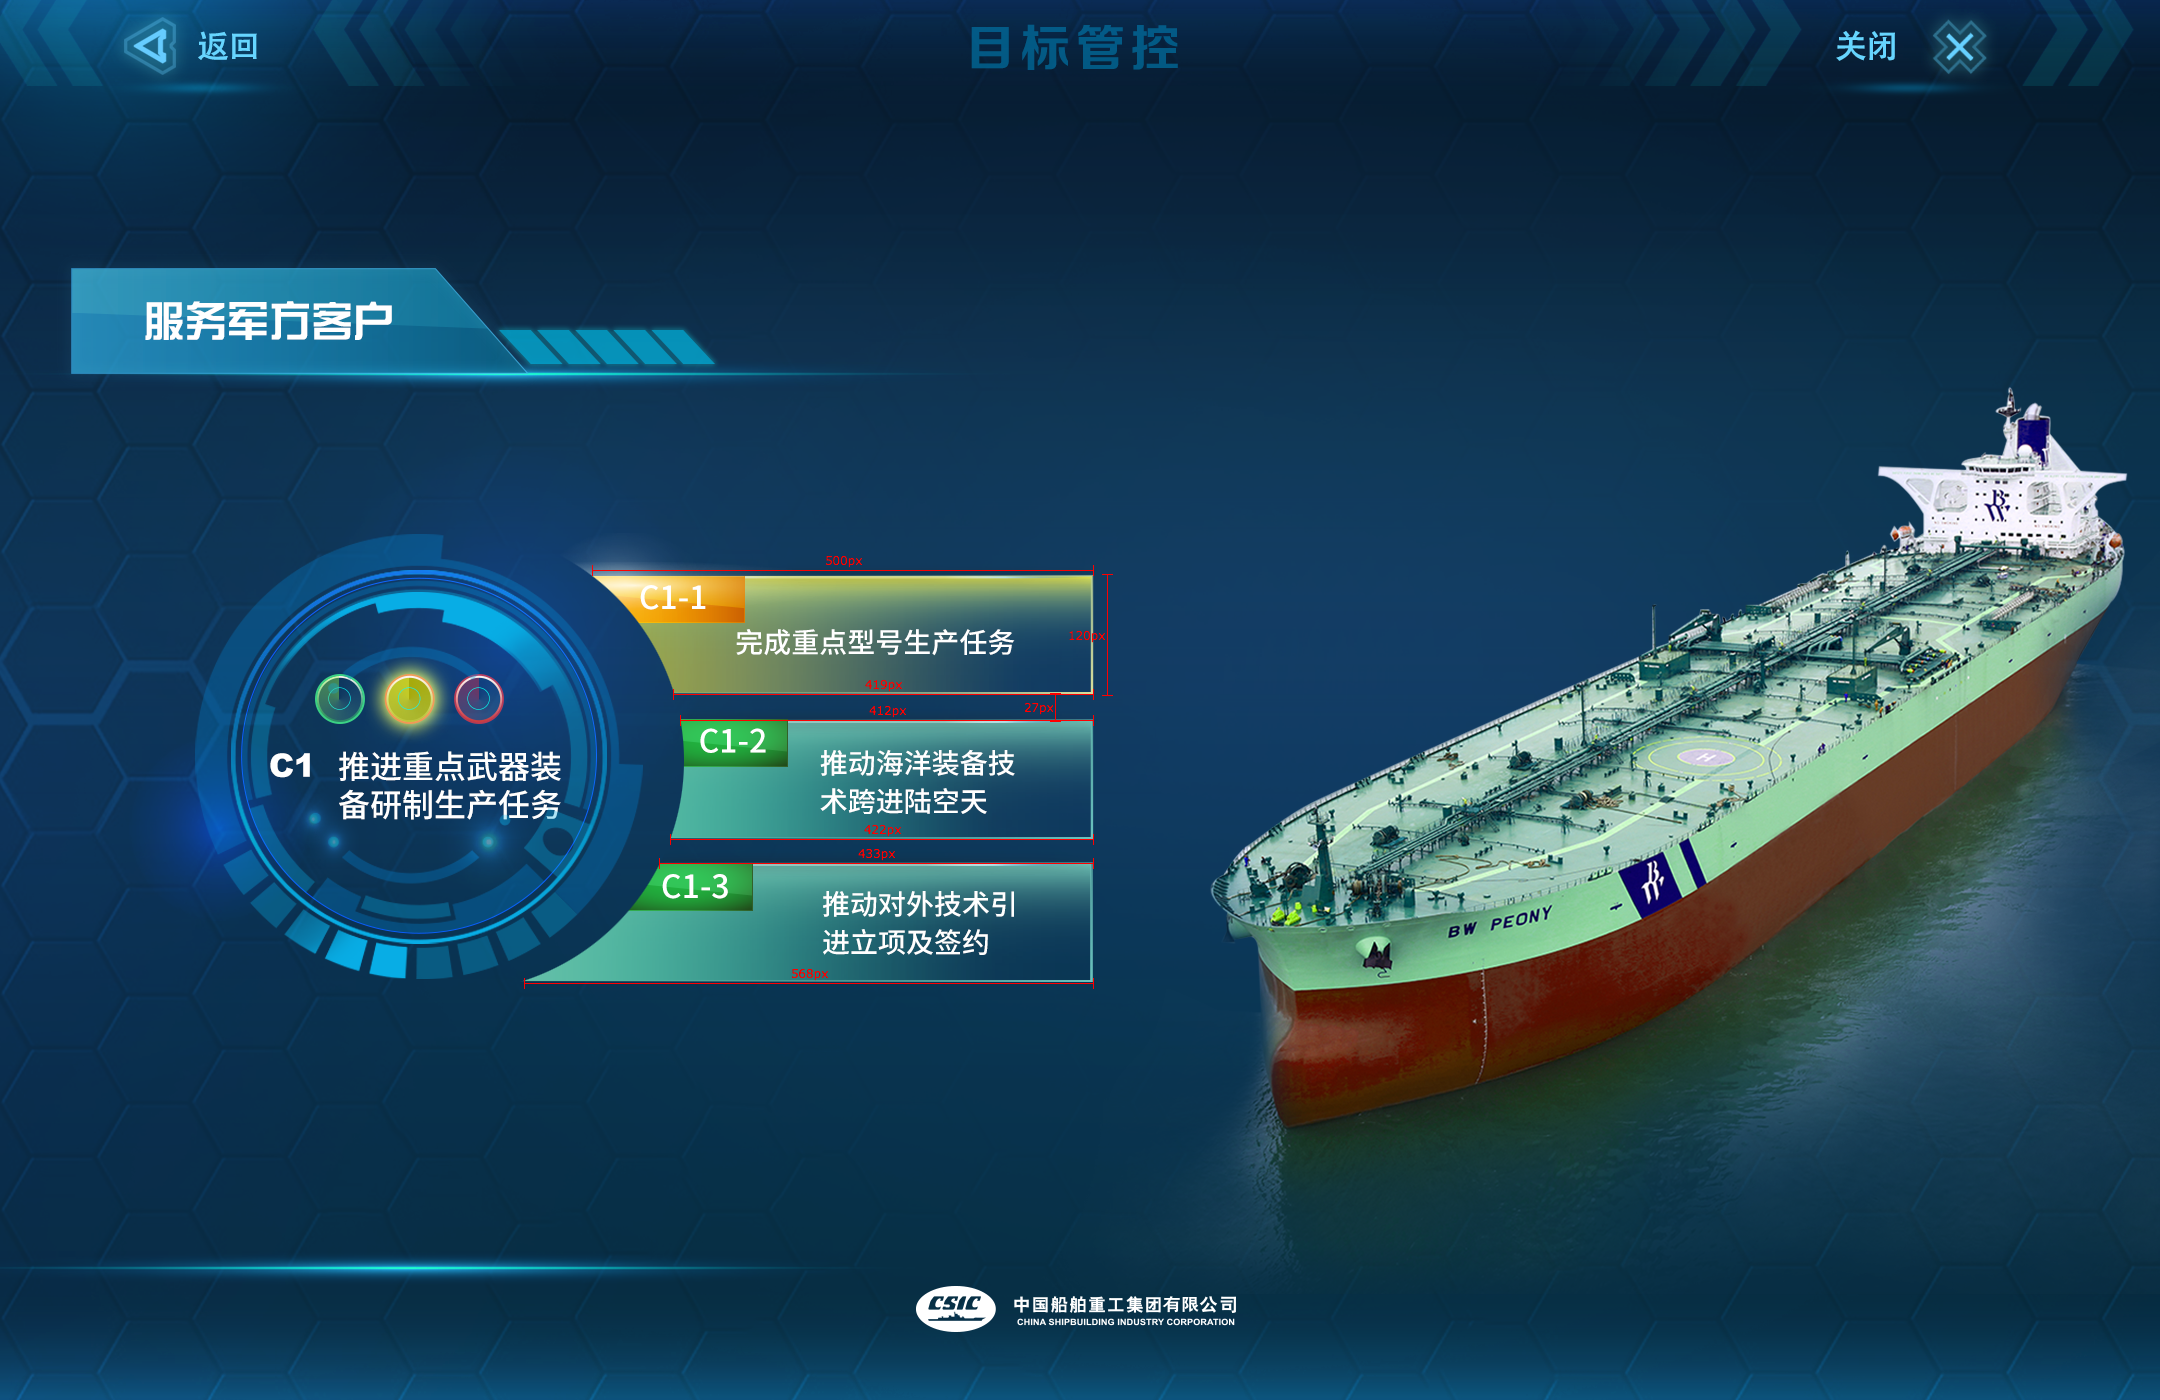 返回
目标管控
关闭
服务军方客户
500px
C1-1
完成重点型号生产任务
120px
419px
27px
412px
C1-2
推动海洋装备技
术跨进陆空天
422px
433px
C1-3
推动对外技术引
进立项及签约
568px
C1
推进重点武器装
备研制生产任务
BW
H
BW PEONY
BW
CSIC
中国船舶重工集团有限公司
CHINA SHIPBUILDING INDUSTRY CORPORATION